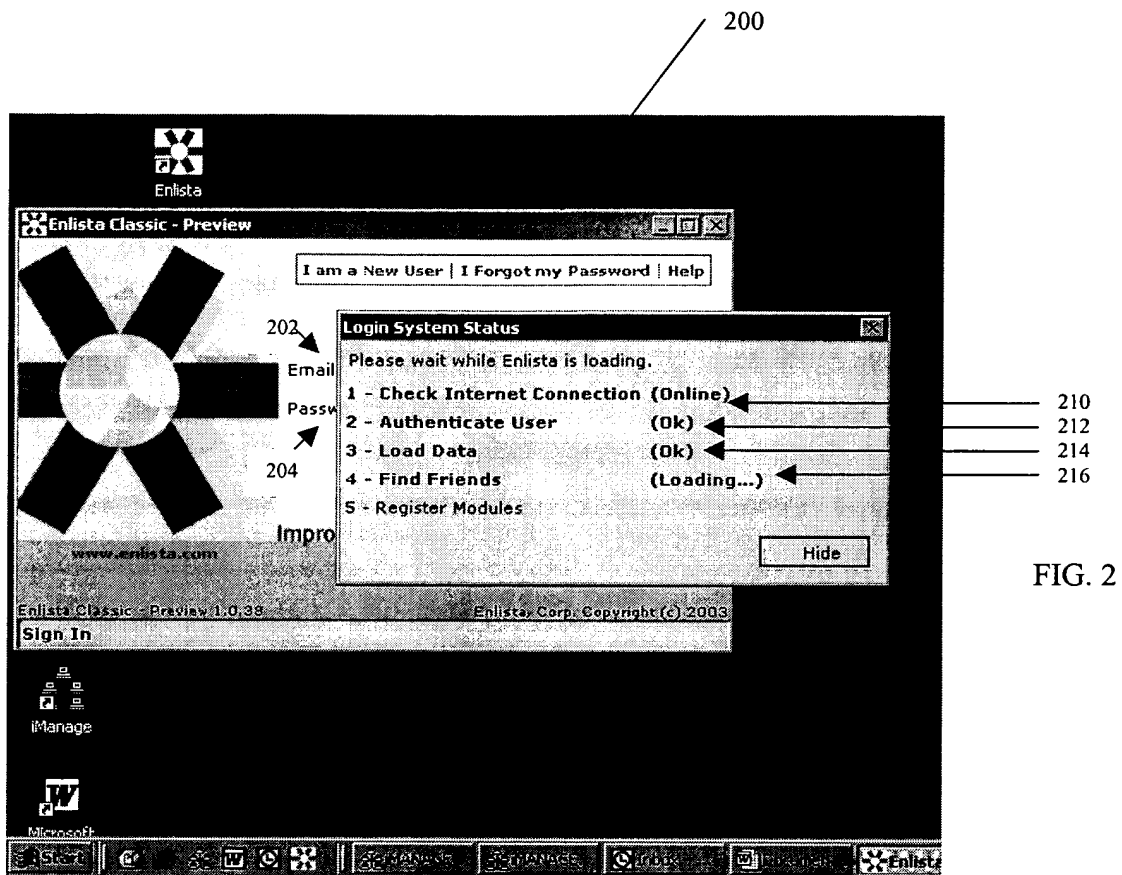 200
Enlista
Enlista Classic - Preview
I am a New User | I Forgot my Password | Help
202
Login System Status
Please wait while Enlista is loading.
Email
1 - Check Internet Connection (Online)
210
Passw
2 - Authenticate User (Ok)
212
3 - Load Data (Ok)
214
204
4 - Find Friends (Loading...)
216
5 - Register Modules
Impro
www.enlista.com
Hide
FIG. 2
Enlista Classic - Preview 1.0.38
Enlista, Corp. Copyright (c) 2003
Sign In
iManage
W
Microsoft
Start
W
Inbox
Enlista